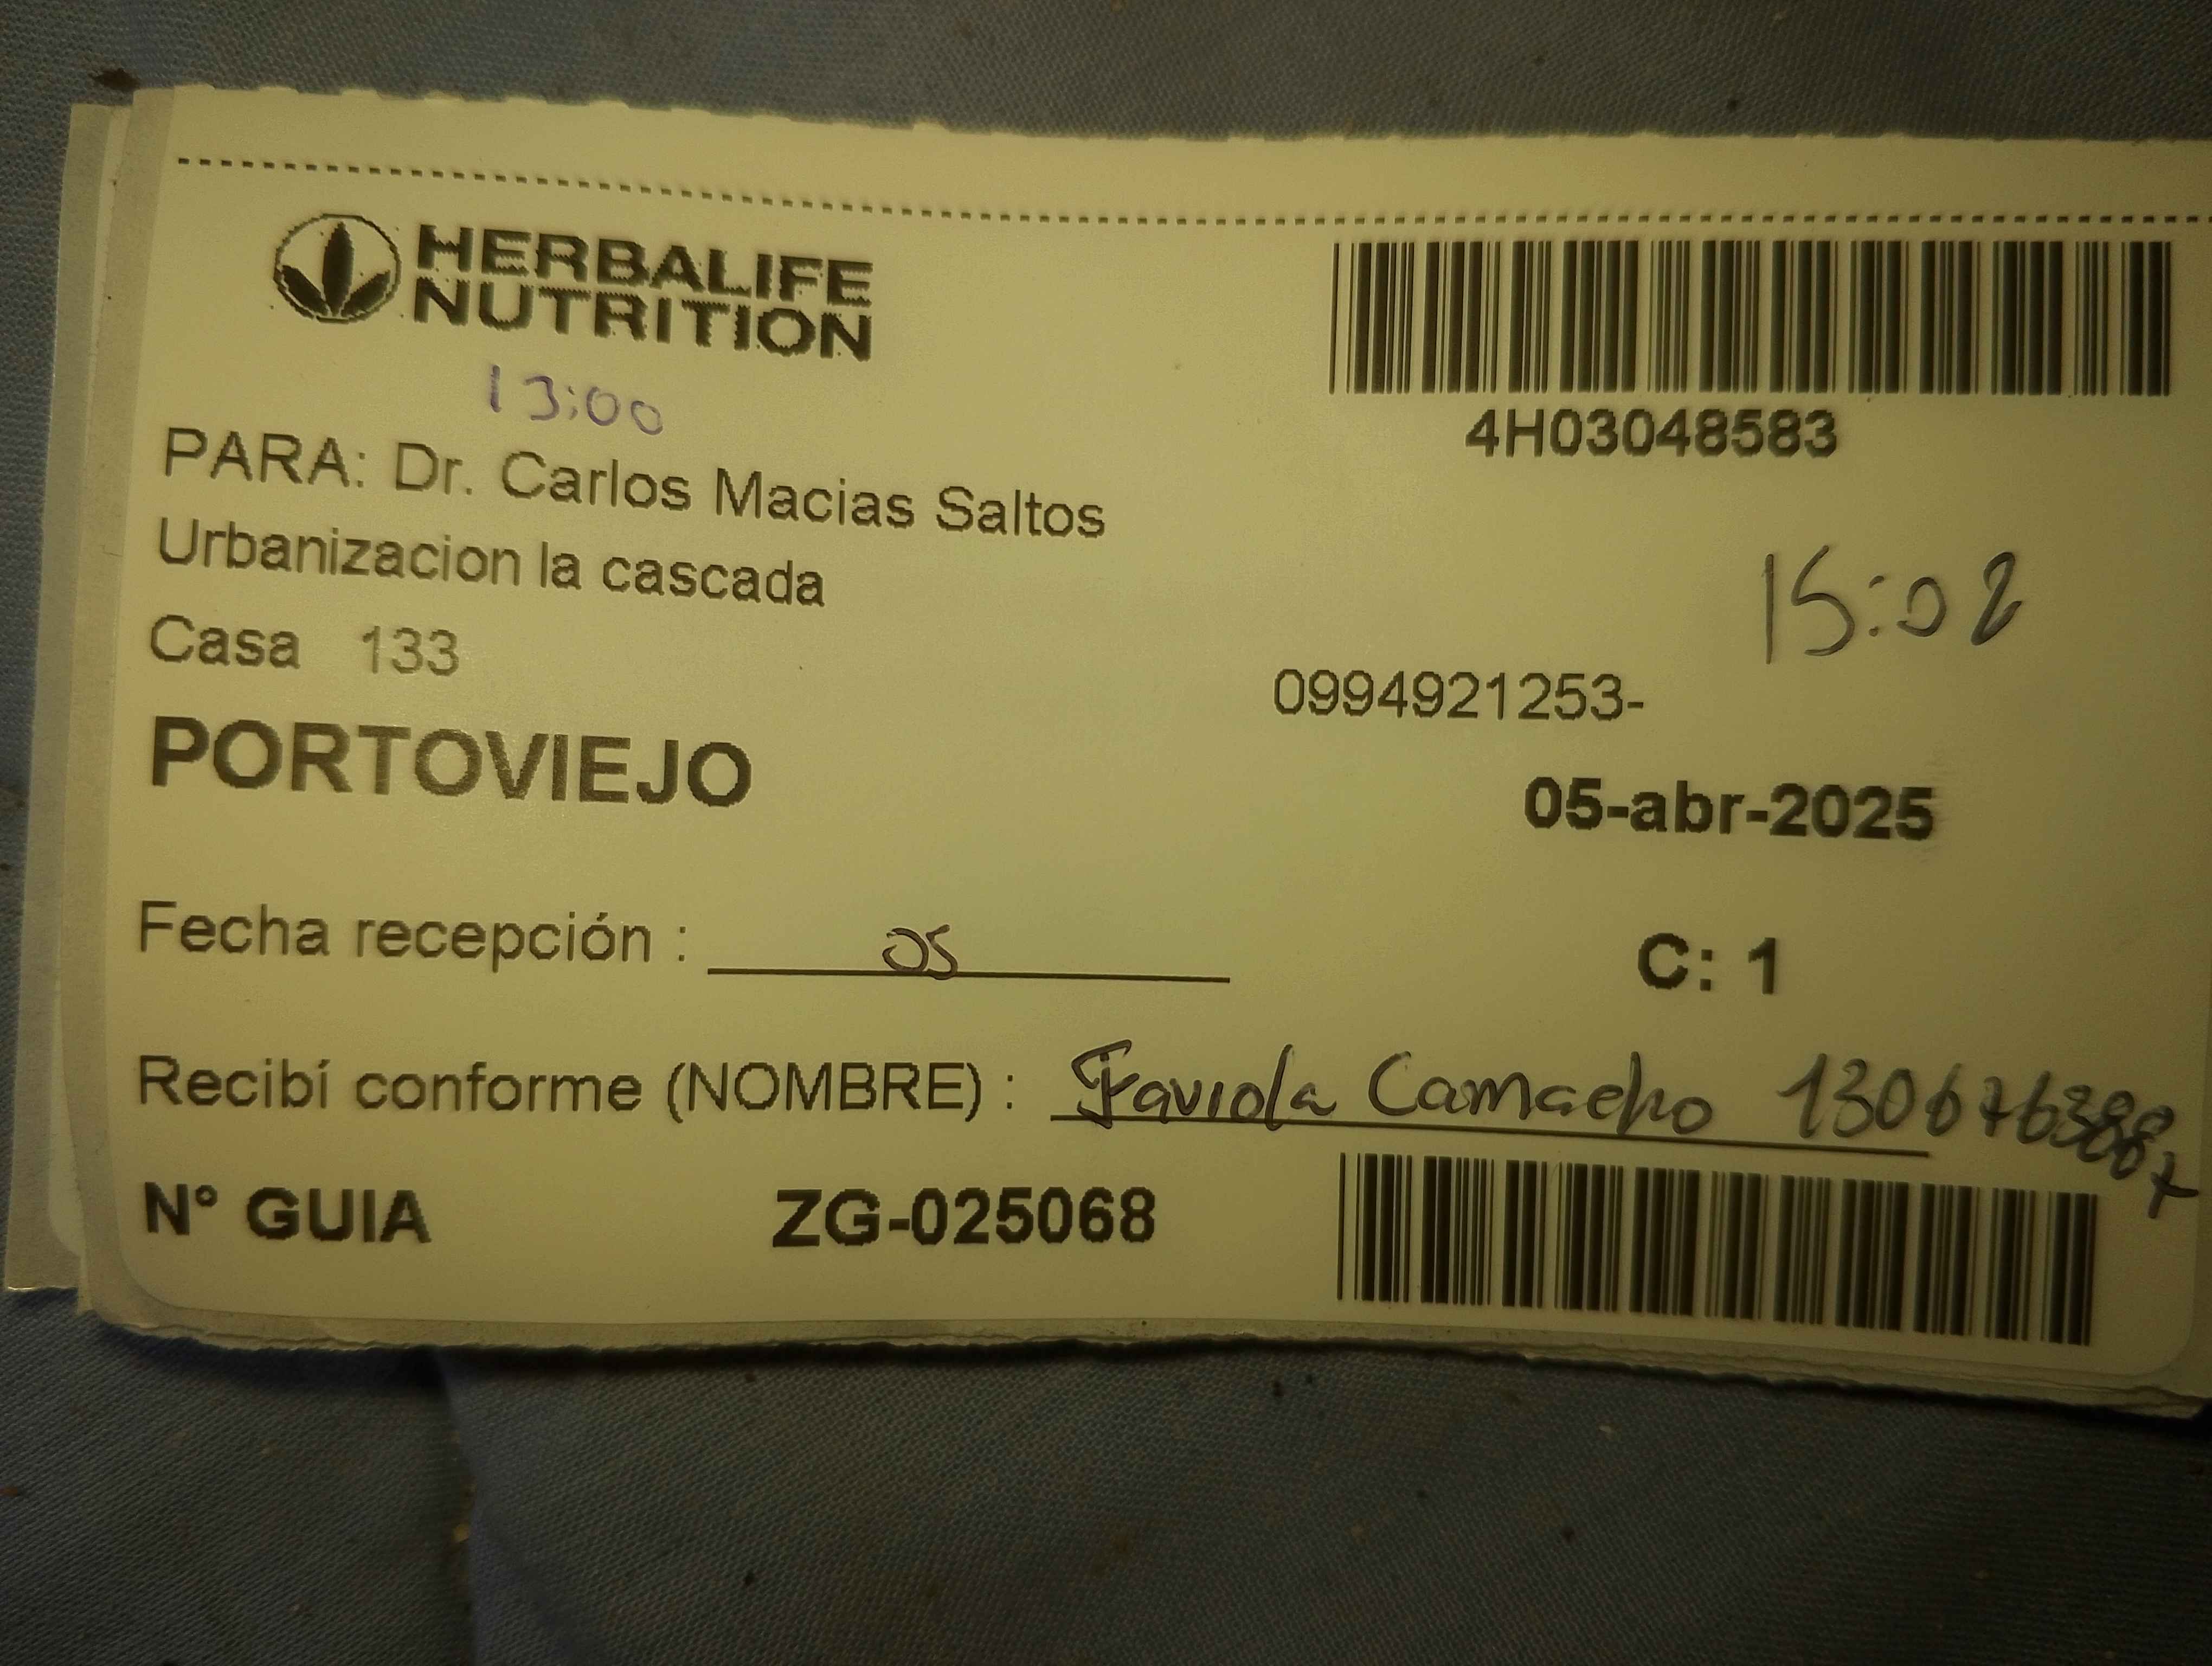 HERBALIFE
NUTRITION
13:00
4H03048583
PARA: Dr. Carlos Macias Saltos
Urbanizacion la cascada
15:02
Casa 133
0994921253-
PORTOVIEJO
05-abr-2025
Fecha recepción : 05
C: 1
Recibí conforme (NOMBRE) : Faviola Camacho
N° GUIA ZG-025068